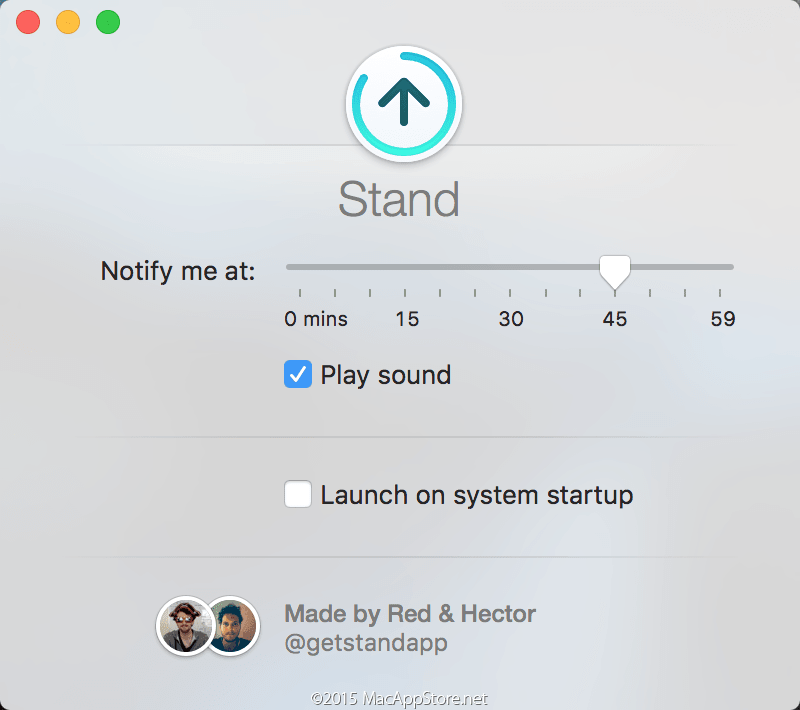 Stand
Notify me at:
0 mins 15 30 45 59
Play sound
Launch on system startup
Made by Red & Hector
@getstandapp
©2015 MacAppStore.net